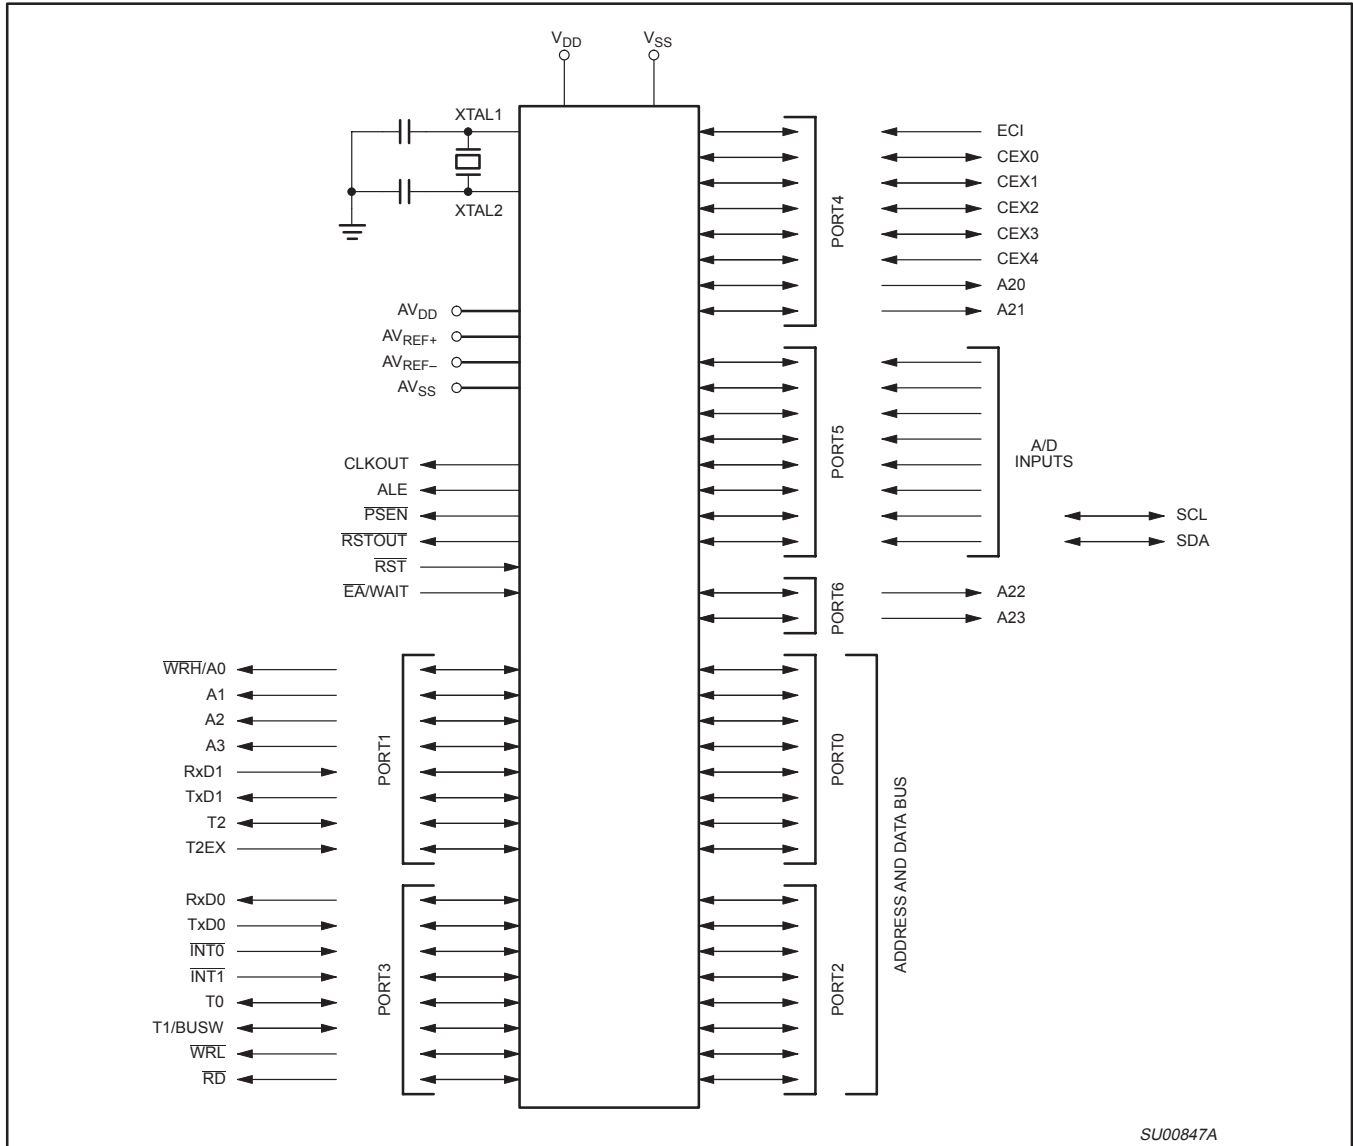 VDD
VSS
XTAL1
XTAL2
AVDD
AVREF+
AVREF–
AVSS
CLKOUT
ALE
PSEN
RSTOUT
RST
EA/WAIT
WRH/A0
A1
A2
A3
RxD1
TxD1
T2
T2EX
PORT1
RxD0
TxD0
INT0
INT1
T0
T1/BUSW
WRL
RD
PORT3
PORT4
ECI
CEX0
CEX1
CEX2
CEX3
CEX4
A20
A21
PORT5
A/D
INPUTS
SCL
SDA
PORT6
A22
A23
PORT0
PORT2
ADDRESS AND DATA BUS
SU00847A